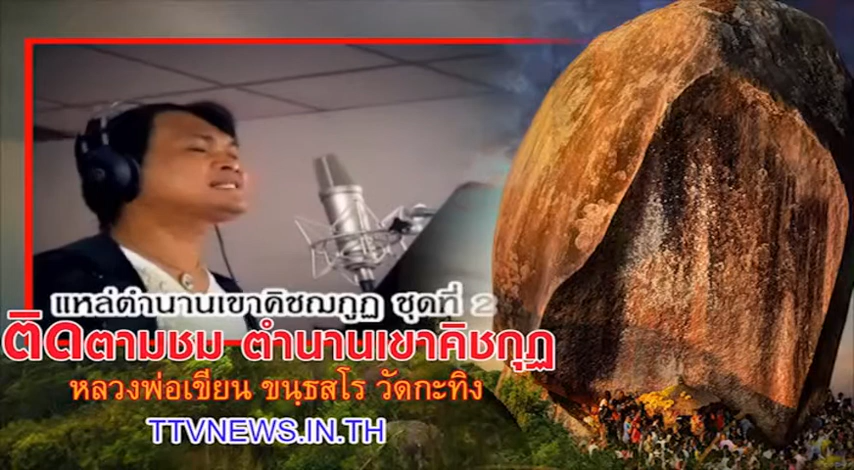 แหล่ตำนานเขาคิชฌกูฏ ชุดที่ 2
ติดตามชม ตำนานเขาคิชกุฏ
หลวงพ่อเขียน ขนฺธสโร วัดกะทิง
TTVNEWS.IN.TH